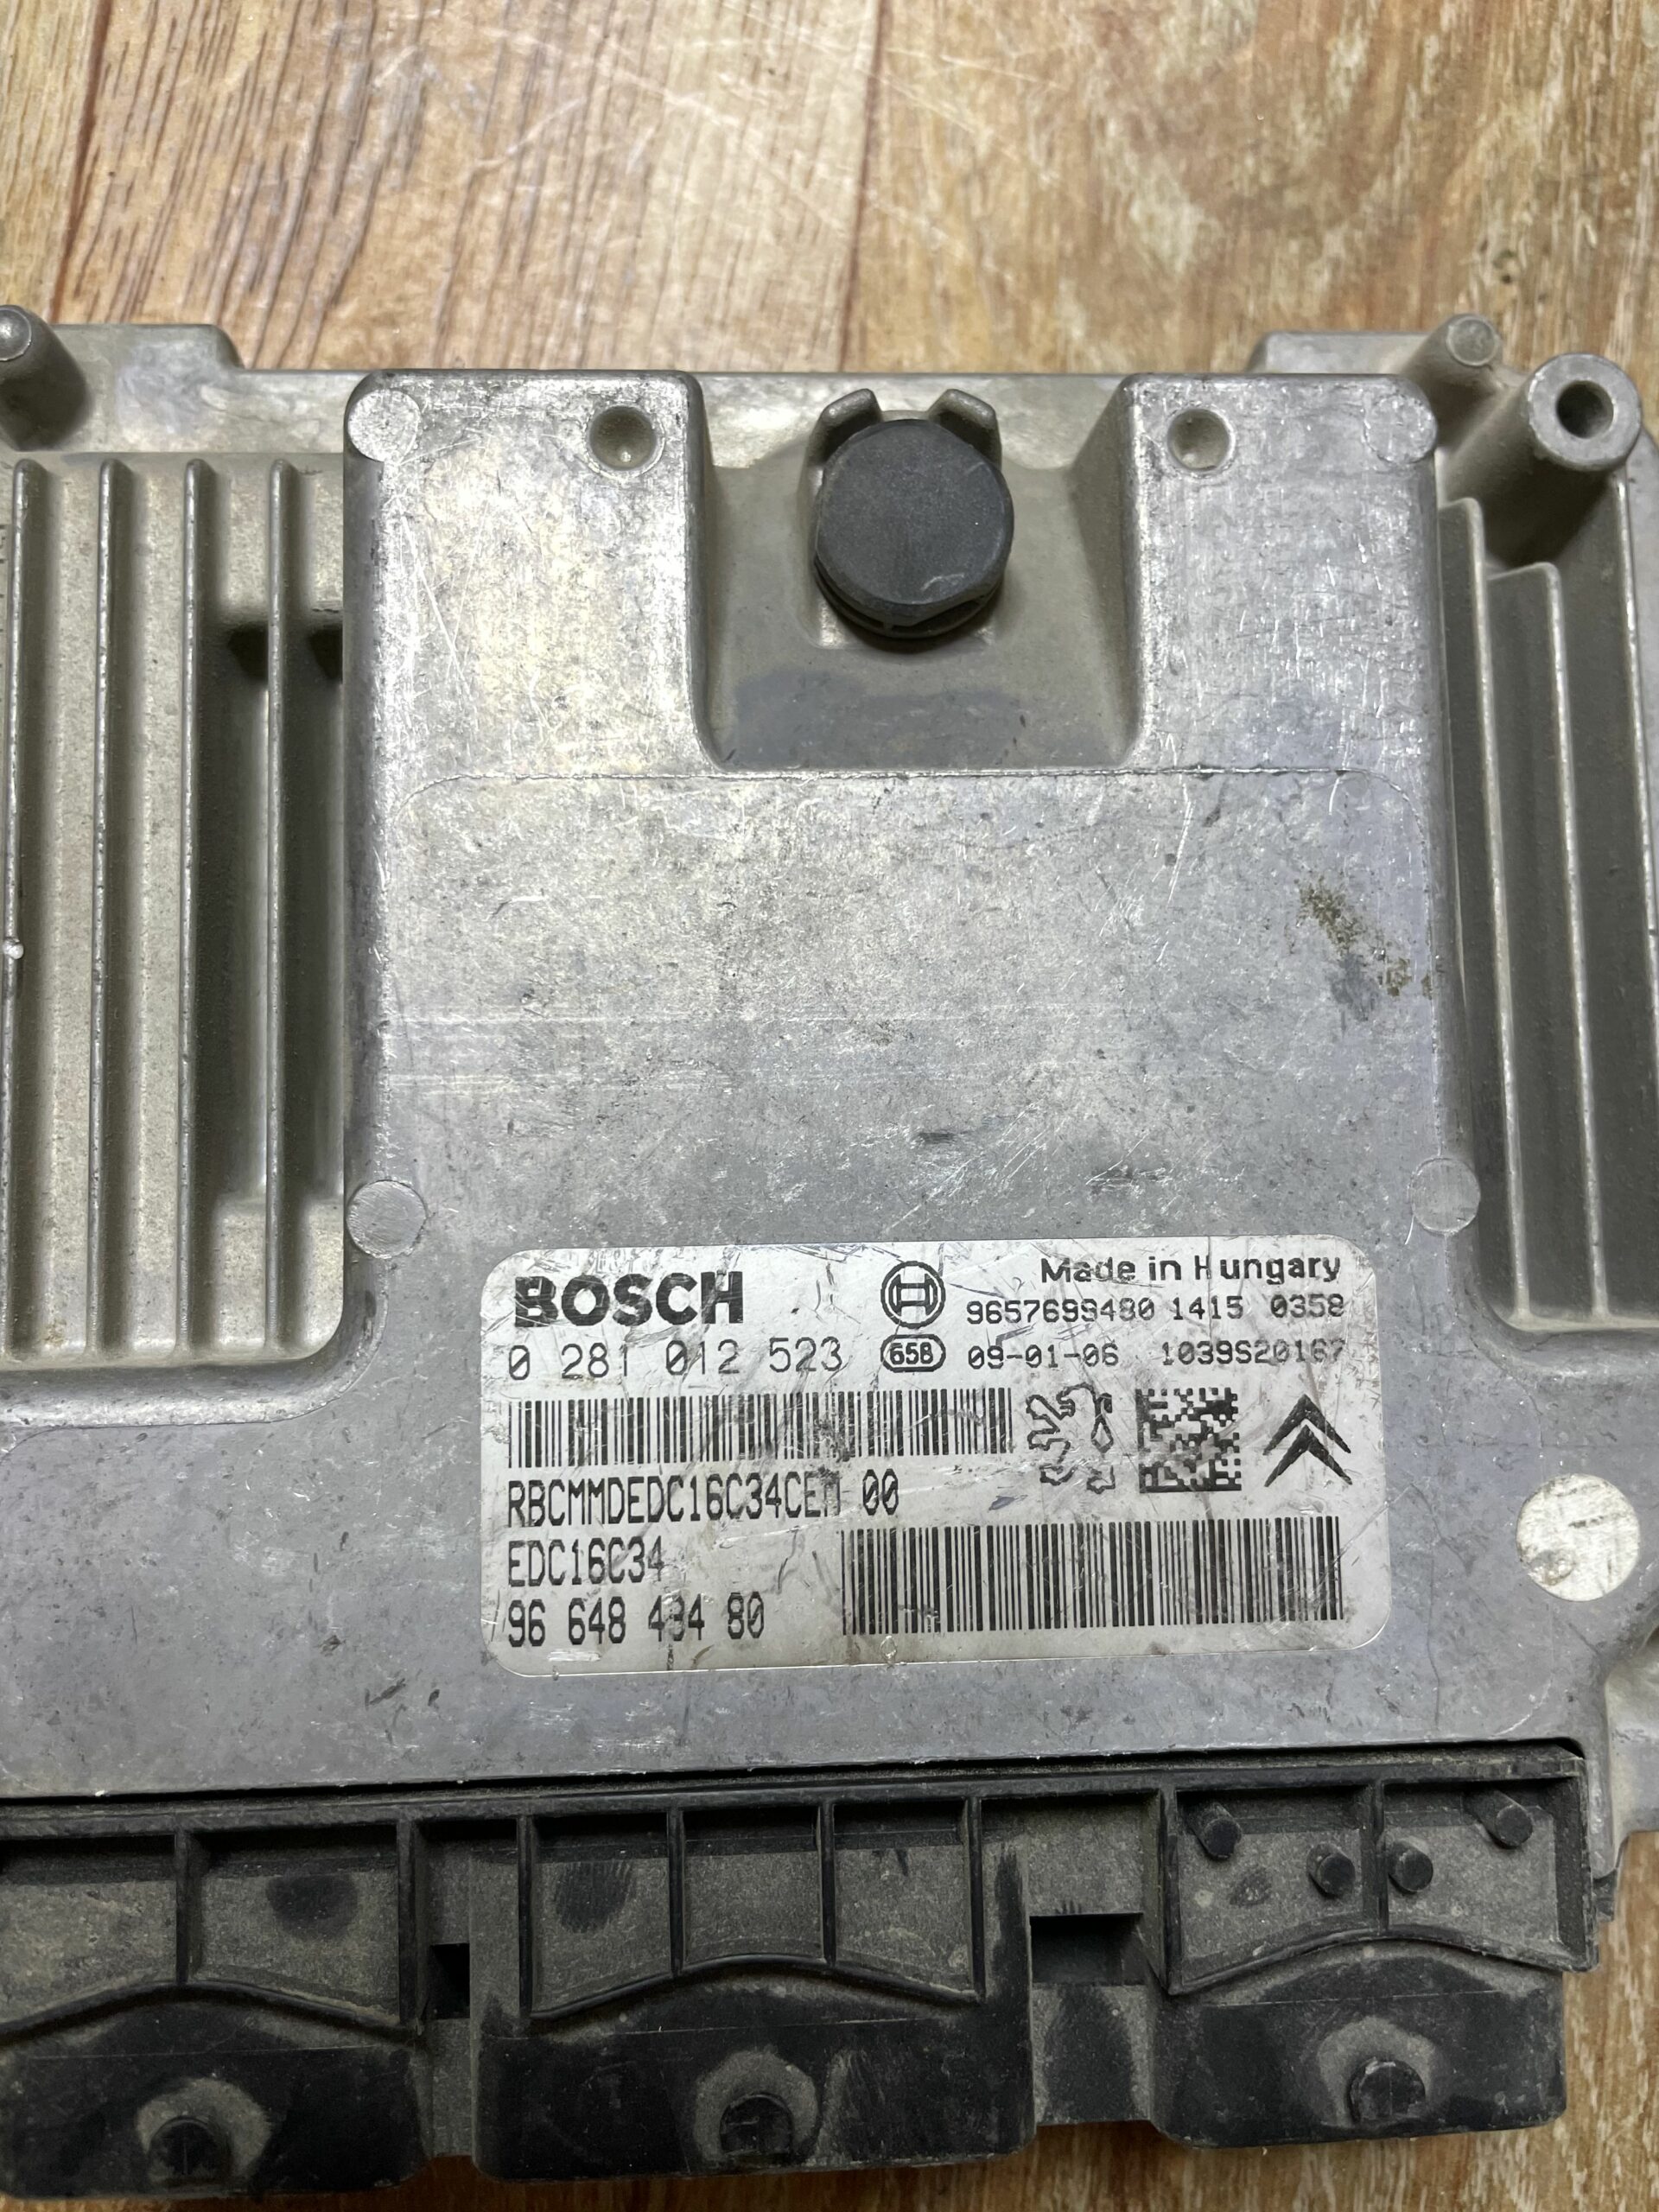 BOSCH
Made in Hungary
9657699480 1415 0358
0 281 012 523
65B 09-01-06 1039S20167
RBCMMDEDC16C34CEM 00
EDC16C34
96 648 434 80